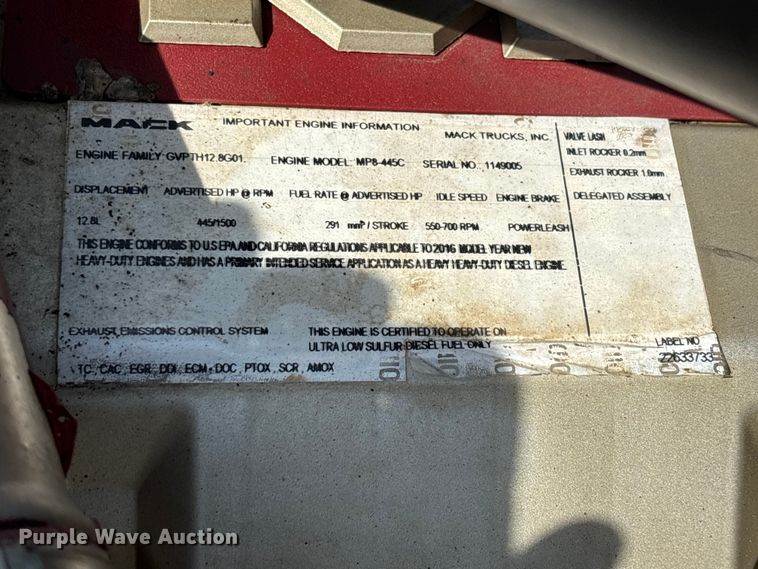 MACK IMPORTANT ENGINE INFORMATION MACK TRUCKS, INC.
ENGINE FAMILY GVPTH12.8G01. ENGINE MODEL: MP8-445C SERIAL NO., 1149005
DISPLACEMENT ADVERTISED HP @ RPM FUEL RATE @ ADVERTISED HP IDLE SPEED ENGINE BRAKE
12.8L 445/1500 291 mm³ / STROKE 550-700 RPM POWERLEASH
THIS ENGINE CONFORMS TO U.S EPA AND CALIFORNIA REGULATIONS APPLICABLE TO 2016 MODEL YEAR NEW
HEAVY-DUTY ENGINES AND HAS A PRIMARY INTENDED SERVICE APPLICATION AS A HEAVY HEAVY-DUTY DIESEL ENGINE
EXHAUST EMISSIONS CONTROL SYSTEM THIS ENGINE IS CERTIFIED TO OPERATE ON
ULTRA LOW SULFUR DIESEL FUEL ONLY
TC , CAC , EGR , DDI , ECM - DOC , PTOX , SCR , AMOX
VALVE LASH
INLET ROCKER 0.2mm
EXHAUST ROCKER 1.0mm
DELEGATED ASSEMBLY
LABEL NO
22633733
Purple Wave Auction